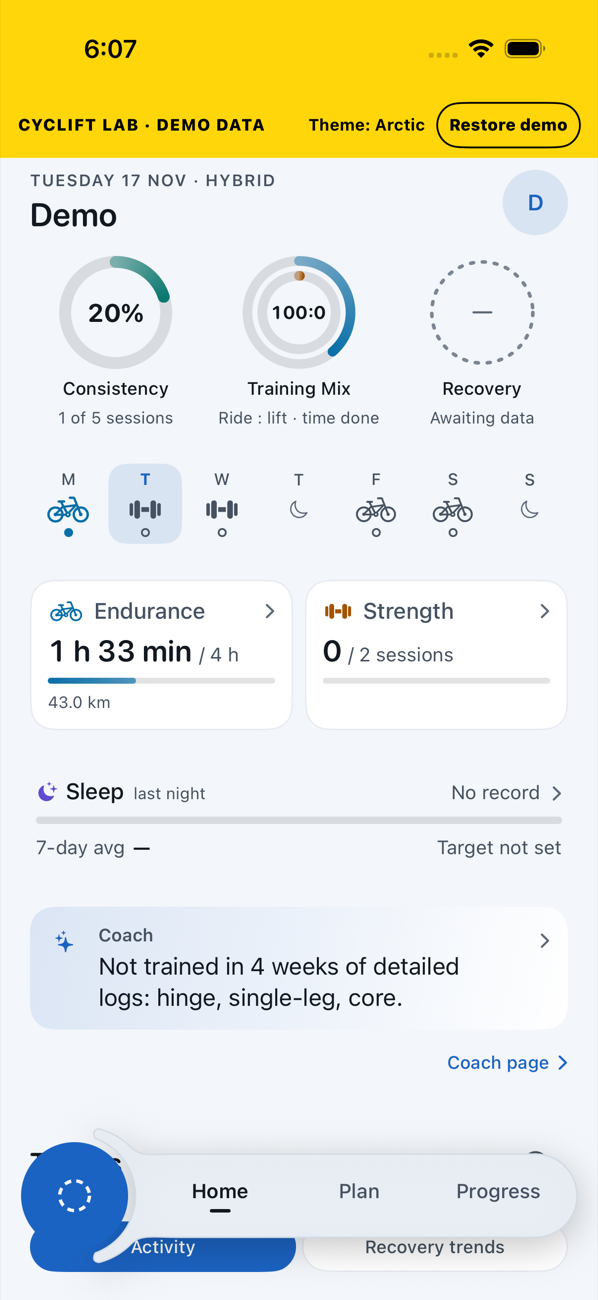 6:07
CYCLIFT LAB · DEMO DATA Theme: Arctic Restore demo
TUESDAY 17 NOV · HYBRID
Demo
D
20% 100:0 —
Consistency Training Mix Recovery
1 of 5 sessions Ride : lift · time done Awaiting data
M T W T F S S
Endurance
1 h 33 min / 4 h
43.0 km
Strength
0 / 2 sessions
Sleep last night No record
7-day avg — Target not set
Coach
Not trained in 4 weeks of detailed
logs: hinge, single-leg, core.
Coach page
Home Plan Progress
Activity Recovery trends